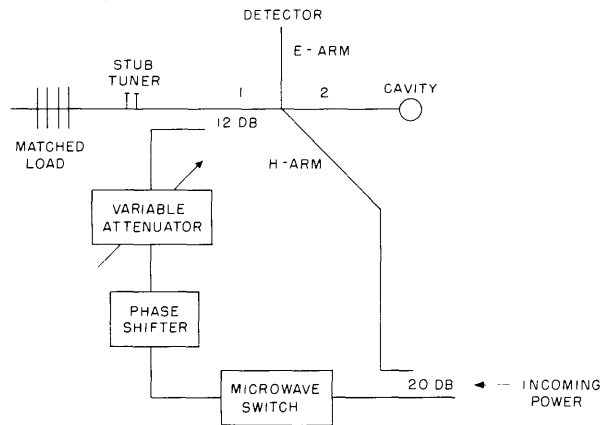 DETECTOR
E-ARM
STUB
TUNER
1
2
CAVITY
12 DB
MATCHED
LOAD
H-ARM
VARIABLE
ATTENUATOR
PHASE
SHIFTER
20 DB
INCOMING
POWER
MICROWAVE
SWITCH